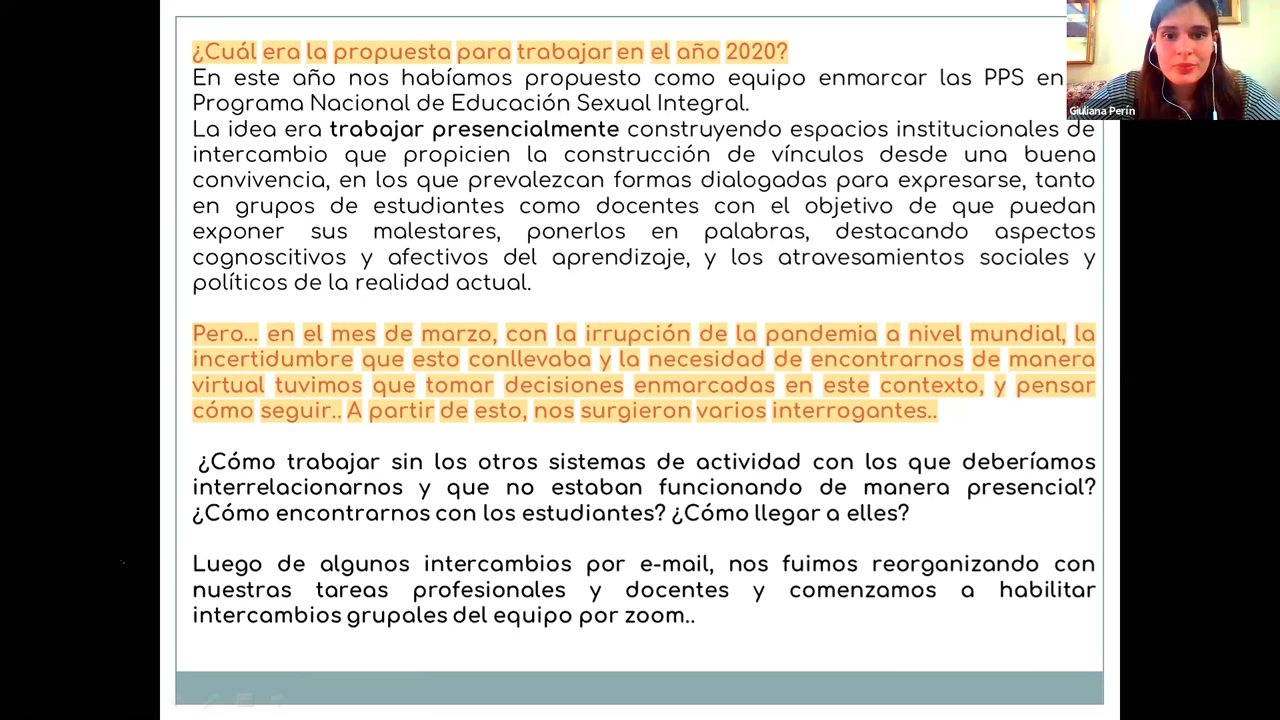 ¿Cuál era la propuesta para trabajar en el año 2020?
En este año nos habíamos propuesto como equipo enmarcar las PPS en
Programa Nacional de Educación Sexual Integral.
La idea era trabajar presencialmente construyendo espacios institucionales de
intercambio que propicien la construcción de vínculos desde una buena
convivencia, en los que prevalezcan formas dialogadas para expresarse, tanto
en grupos de estudiantes como docentes con el objetivo de que puedan
exponer sus malestares, ponerlos en palabras, destacando aspectos
cognoscitivos y afectivos del aprendizaje, y los atravesamientos sociales y
políticos de la realidad actual.
Pero... en el mes de marzo, con la irrupción de la pandemia a nivel mundial, la
incertidumbre que esto conllevaba y la necesidad de encontrarnos de manera
virtual tuvimos que tomar decisiones enmarcadas en este contexto, y pensar
cómo seguir.. A partir de esto, nos surgieron varios interrogantes..
¿Cómo trabajar sin los otros sistemas de actividad con los que deberíamos
interrelacionarnos y que no estaban funcionando de manera presencial?
¿Cómo encontrarnos con los estudiantes? ¿Cómo llegar a elles?
Luego de algunos intercambios por e-mail, nos fuimos reorganizando con
nuestras tareas profesionales y docentes y comenzamos a habilitar
intercambios grupales del equipo por zoom..
Giuliana Perín